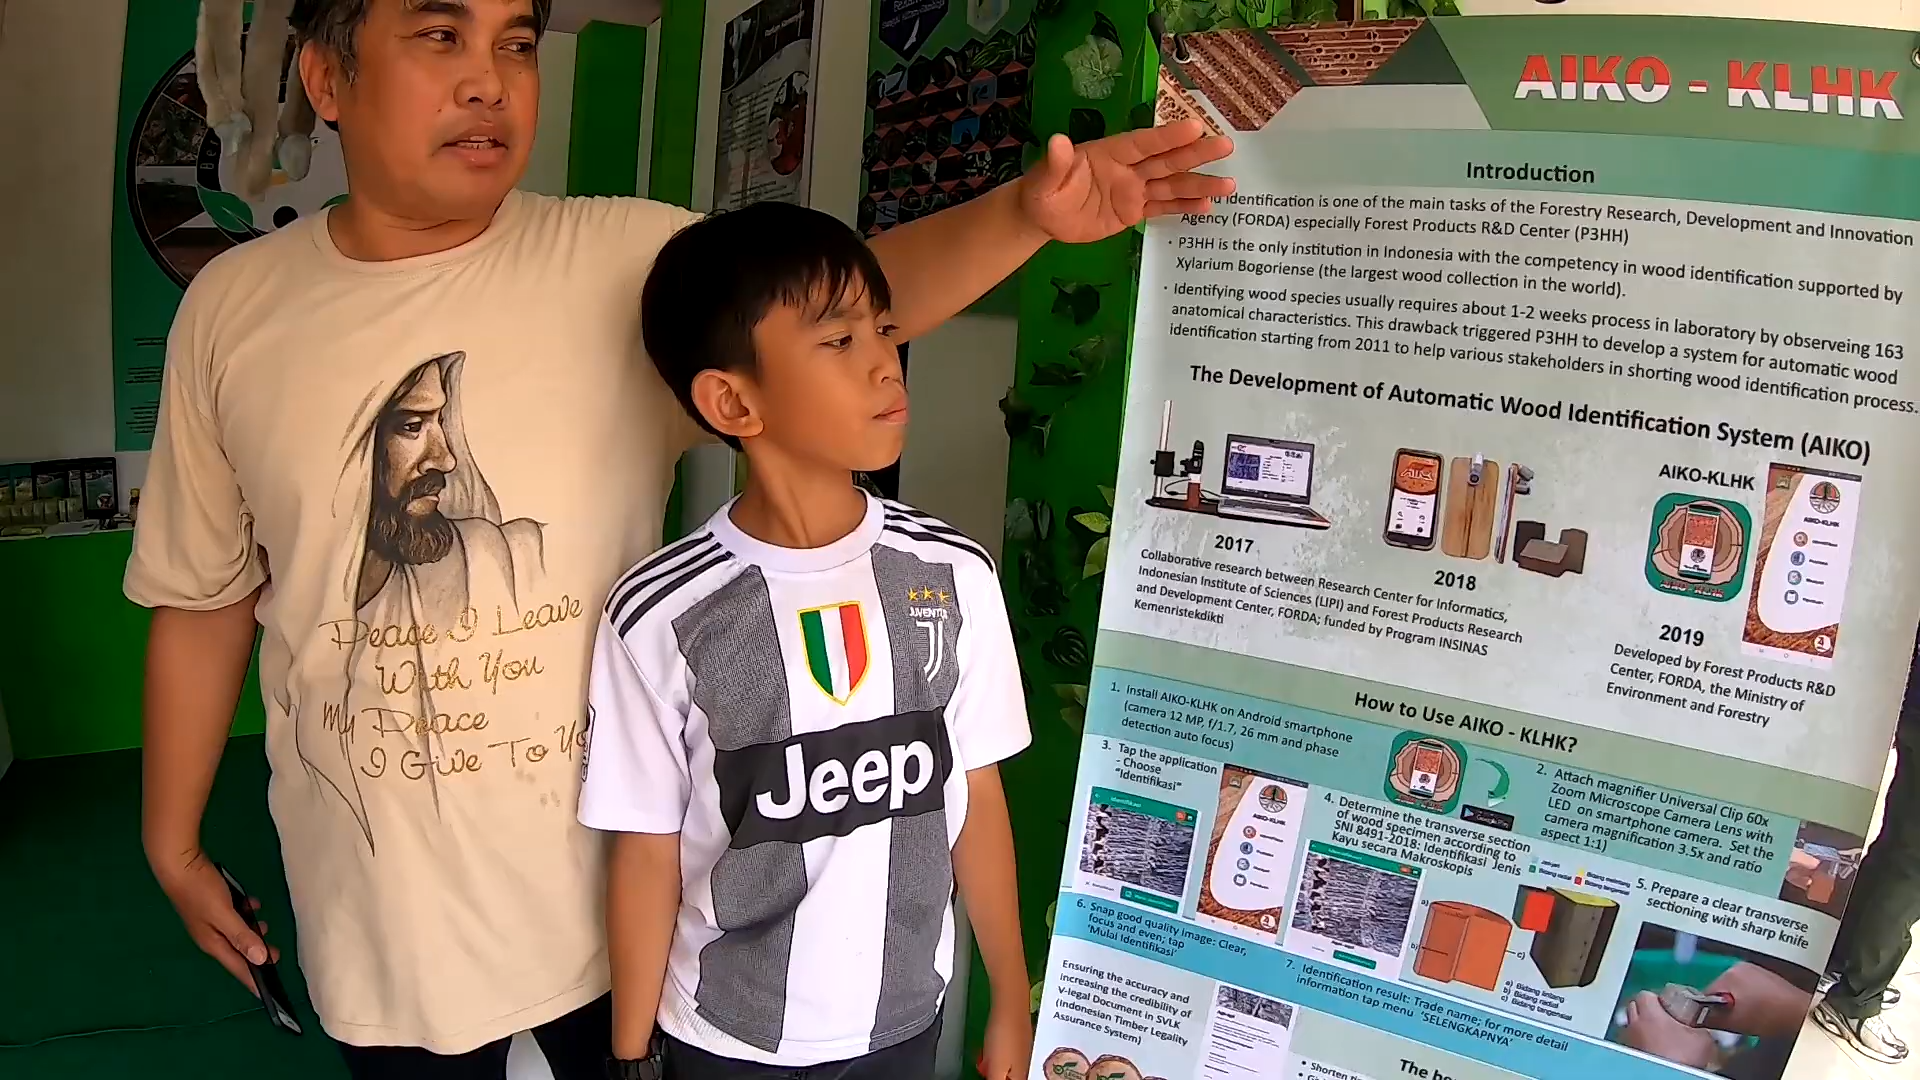 AIKO - KLHK
Introduction
identification is one of the main tasks of the Forestry Research, Development and Innovation
Agency (FORDA) especially Forest Products R&D Center (P3HH)
· P3HH is the only institution in Indonesia with the competency in wood identification supported by
Xylarium Bogoriense (the largest wood collection in the world).
· Identifying wood species usually requires about 1-2 weeks process in laboratory by observeing 163
anatomical characteristics. This drawback triggered P3HH to develop a system for automatic wood
identification starting from 2011 to help various stakeholders in shorting wood identification process.
The Development of Automatic Wood Identification System (AIKO)
2017
Collaborative research between Research Center for Informatics,
Indonesian Institute of Sciences (LIPI) and Forest Products Research
and Development Center, FORDA; funded by Program INSINAS
Kemenristekdikti
2018
AIKO-KLHK
AIKO-KLHK
2019
Developed by Forest Products R&D
Center, FORDA, the Ministry of
Environment and Forestry
How to Use AIKO - KLHK?
1. Install AIKO-KLHK on Android smartphone
(camera 12 MP, f/1.7, 26 mm and phase
detection auto focus)
2. Attach magnifier Universal Clip 60x
Zoom Microscope Camera Lens with
LED on smartphone camera. Set the
camera magnification 3.5x and ratio
aspect 1:1)
3. Tap the application
- Choose
"Identifikasi"
AIKO-KLHK
4. Determine the transverse section
of wood specimen according to
SNI 8491-2018: Identifikasi Jenis
Kayu secara Makroskopis
a)
b)
c)
a) Bidang lintang
b) Bidang radial
c) Bidang tangensial
5. Prepare a clear transverse
sectioning with sharp knife
6. Snap good quality image: Clear,
focus and even; tap
'Mulai Identifikasi'
7. Identification result: Trade name; for more detail
information tap menu 'SELENGKAPNYA'
Ensuring the accuracy and
increasing the credibility of
V-legal Document in SVLK
(Indonesian Timber Legality
Assurance System)
• Shorten
Peace I Leave
With You
My Peace
I Give To
JUVENTUS
Jeep